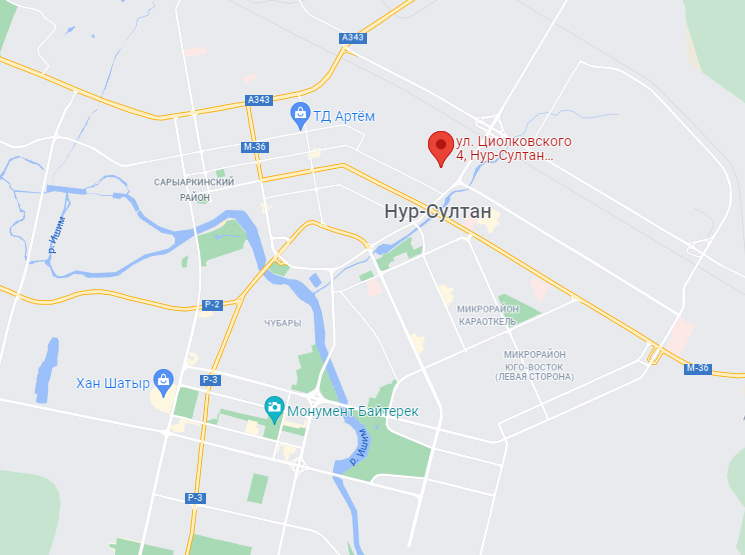 А343
А343
ТД Артём
М-36
ул. Циолковского
4, Нур-Султан...
САРЫАРКИНСКИЙ
РАЙОН
Нур-Султан
р. Ишим
Р-2
ЧУБАРЫ
МИКРОРАЙОН
КАРАОТКЕЛЬ
МИКРОРАЙОН
ЮГО-ВОСТОК
(ЛЕВАЯ СТОРОНА)
М-36
Хан Шатыр
Р-3
Монумент Байтерек
р. Ишим
Р-3